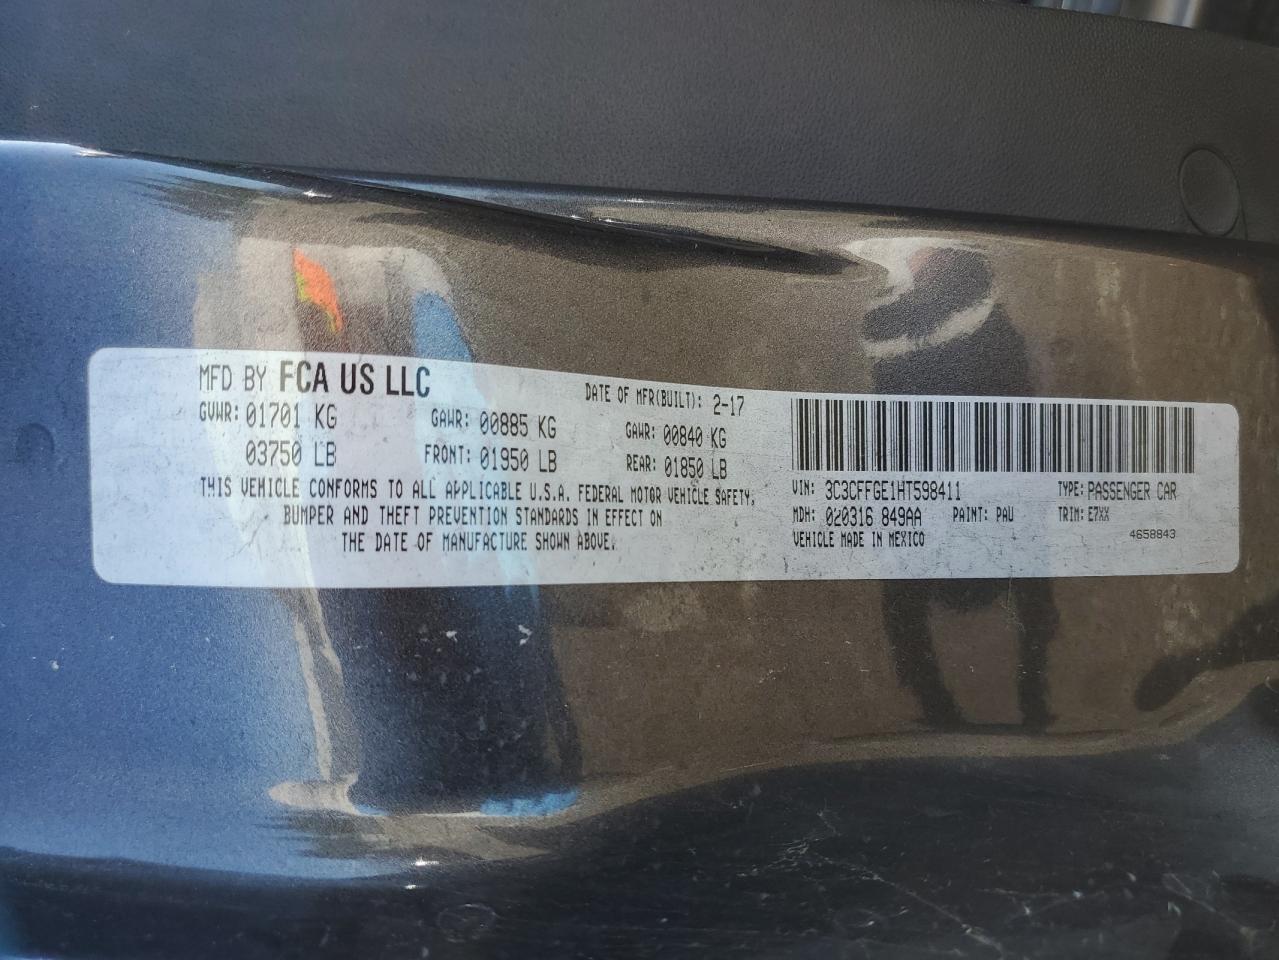 MFD BY FCA US LLC DATE OF MFR(BUILT): 2-17
GVWR: 01701 KG GAWR: 00885 KG GAWR: 00840 KG
03750 LB FRONT: 01950 LB REAR: 01850 LB
THIS VEHICLE CONFORMS TO ALL APPLICABLE U.S.A. FEDERAL MOTOR VEHICLE SAFETY,
BUMPER AND THEFT PREVENTION STANDARDS IN EFFECT ON
THE DATE OF MANUFACTURE SHOWN ABOVE.
VIN: 3C3CFFGE1HT598411 TYPE: PASSENGER CAR
MDH: 020316 849AA PAINT: PAU TRIM: E7XX
VEHICLE MADE IN MEXICO 4658843